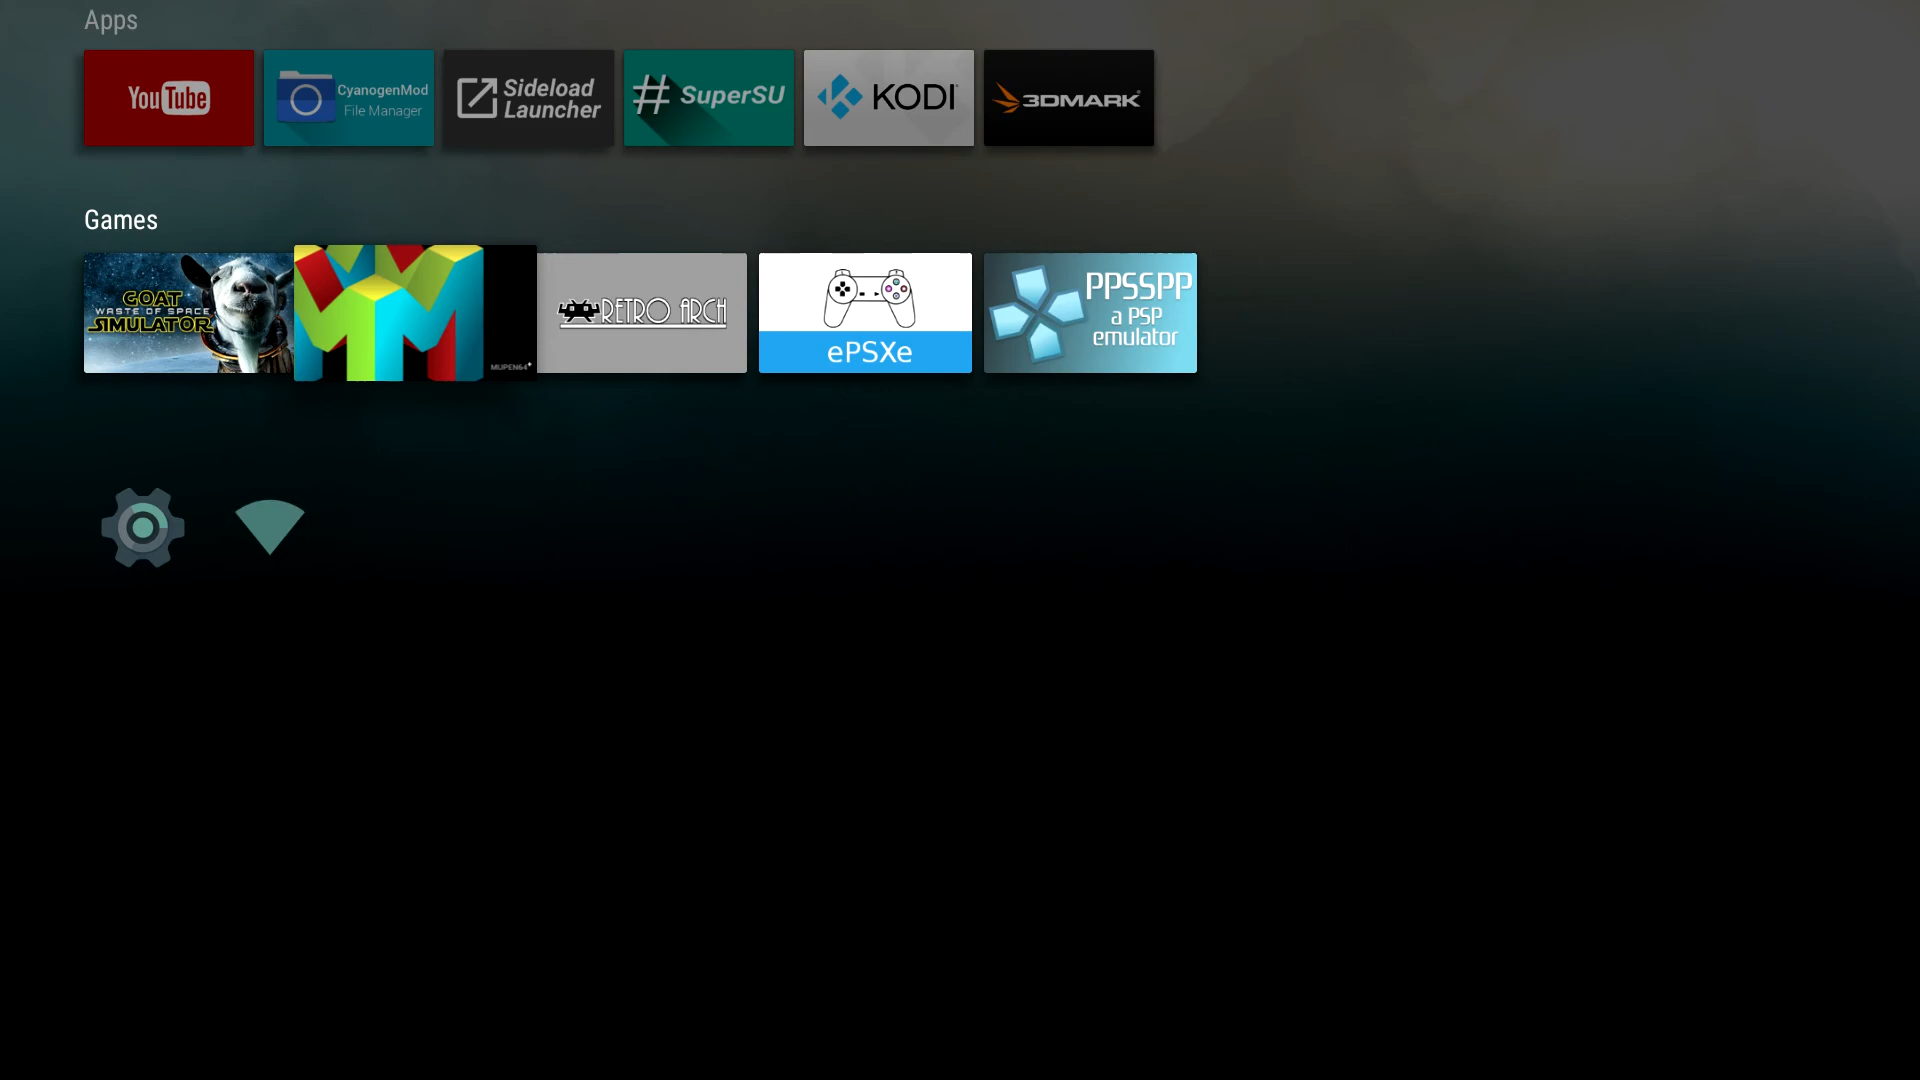 Apps
YouTube
CyanogenMod
File Manager
Sideload
Launcher
# SuperSU
KODI
3DMARK
Games
GOAT
WASTE OF SPACE
SIMULATOR
MUPEN64+
RETRO ARCH
ePSXe
PPSSPP
a PSP
emulator